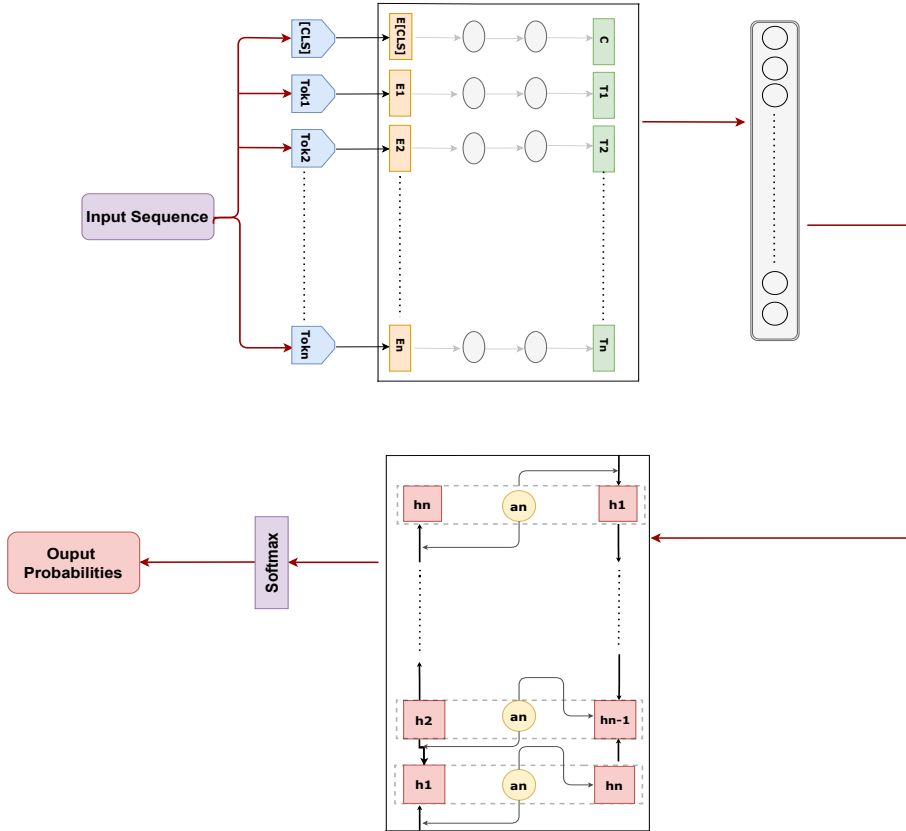 [CLS]
E[CLS]
C
Tok1
E1
T1
Tok2
E2
T2
Input Sequence
Tokn
En
Tn
hn
an
h1
Softmax
Ouput
Probabilities
h2
an
hn-1
h1
an
hn